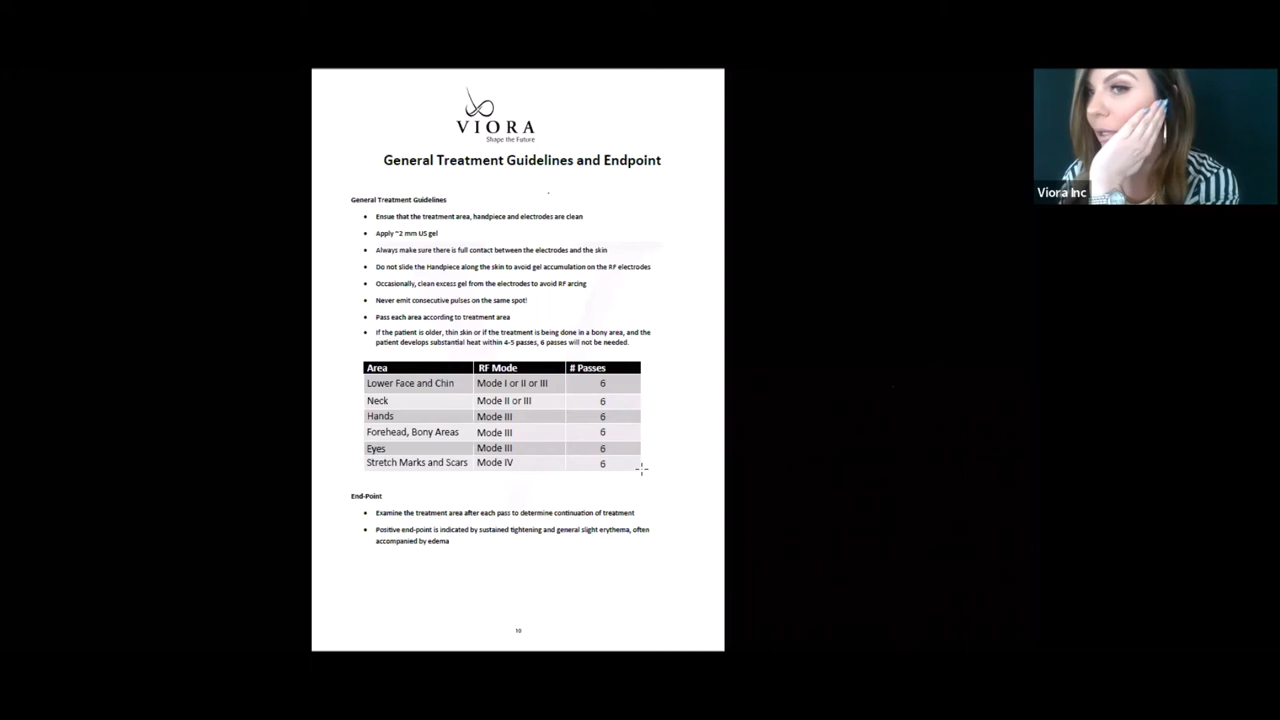 VIORA
Shape the Future
General Treatment Guidelines and Endpoint
General Treatment Guidelines
• Ensue that the treatment area, handpiece and electrodes are clean
• Apply ~2 mm US gel
• Always make sure there is full contact between the electrodes and the skin
• Do not slide the Handpiece along the skin to avoid gel accumulation on the RF electrodes
• Occasionally, clean excess gel from the electrodes to avoid RF arcing
• Never emit consecutive pulses on the same spot!
• Pass each area according to treatment area
• If the patient is older, thin skin or if the treatment is being done in a bony area, and the
patient develops substantial heat within 4-5 passes, 6 passes will not be needed.
Area RF Mode # Passes
Lower Face and Chin Mode I or II or III 6
Neck Mode II or III 6
Hands Mode III 6
Forehead, Bony Areas Mode III 6
Eyes Mode III 6
Stretch Marks and Scars Mode IV 6
End-Point
• Examine the treatment area after each pass to determine continuation of treatment
• Positive end-point is indicated by sustained tightening and general slight erythema, often
accompanied by edema
10
Viora Inc